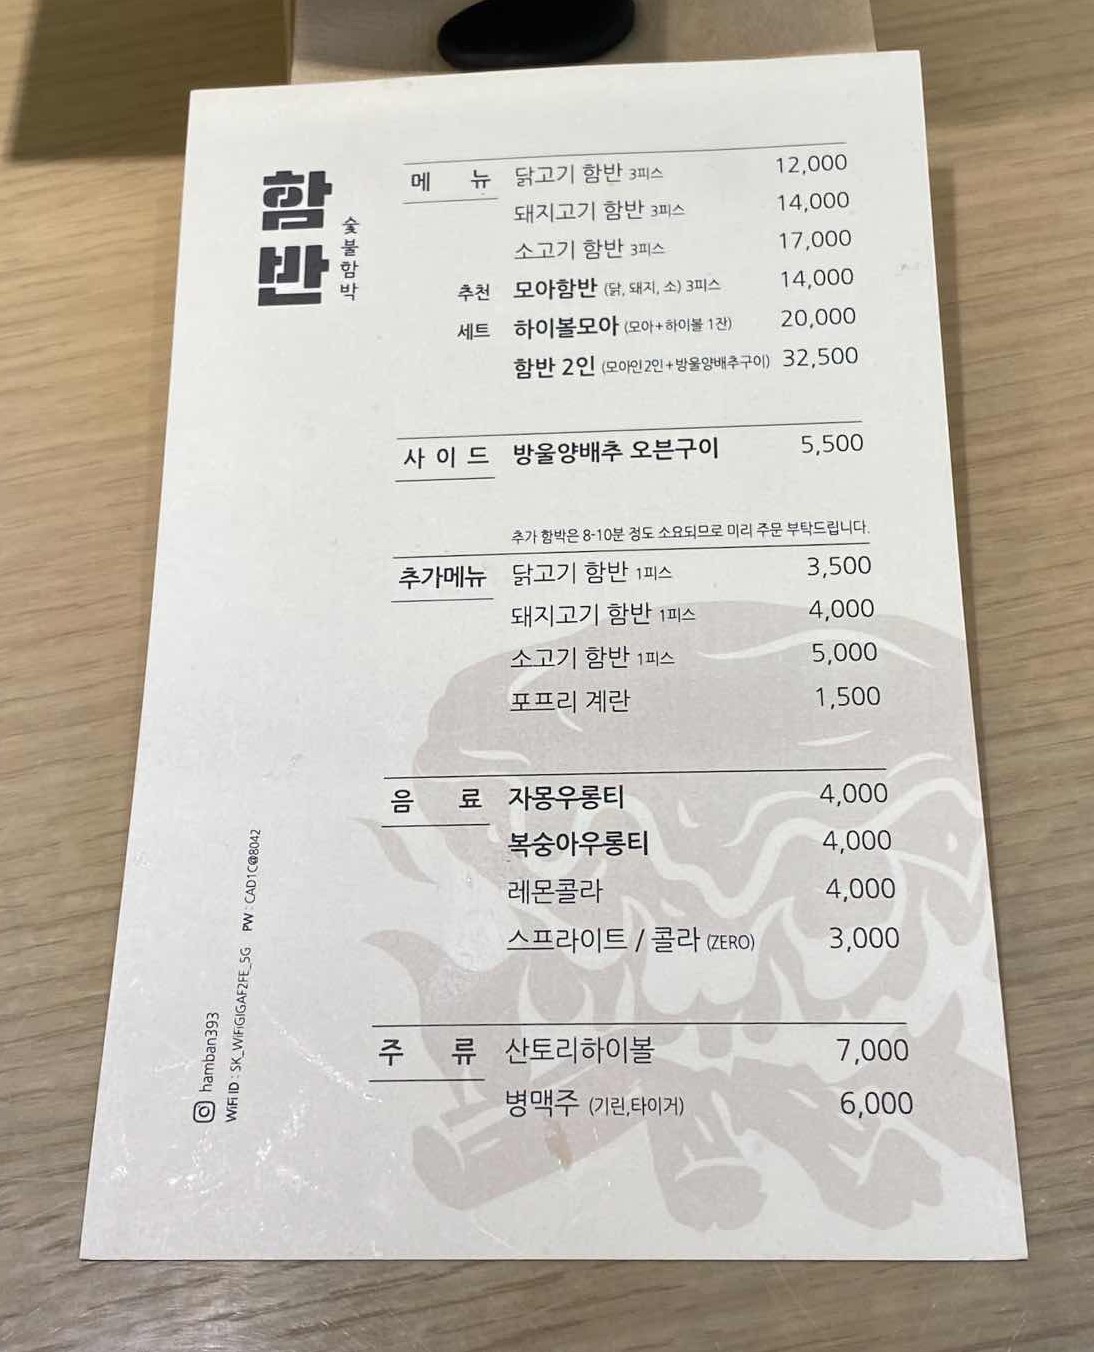 함반
숯불함박
메 뉴 닭고기 함반 3피스 12,000
돼지고기 함반 3피스 14,000
소고기 함반 3피스 17,000
추천 모아함반 (닭, 돼지, 소) 3피스 14,000
세트 하이볼모아 (모아+하이볼 1잔) 20,000
함반 2인 (모아인2인+방울양배추구이) 32,500
사 이 드 방울양배추 오븐구이 5,500
추가 함박은 8-10분 정도 소요되므로 미리 주문 부탁드립니다.
추가메뉴 닭고기 함반 1피스 3,500
돼지고기 함반 1피스 4,000
소고기 함반 1피스 5,000
포프리 계란 1,500
음 료 자몽우롱티 4,000
복숭아우롱티 4,000
레몬콜라 4,000
스프라이트 / 콜라 (ZERO) 3,000
주 류 산토리하이볼 7,000
병맥주 (기린,타이거) 6,000
hamban393
WiFi ID : SK_WiFiGIGAF2FE_5G PW : CAD1C@8042